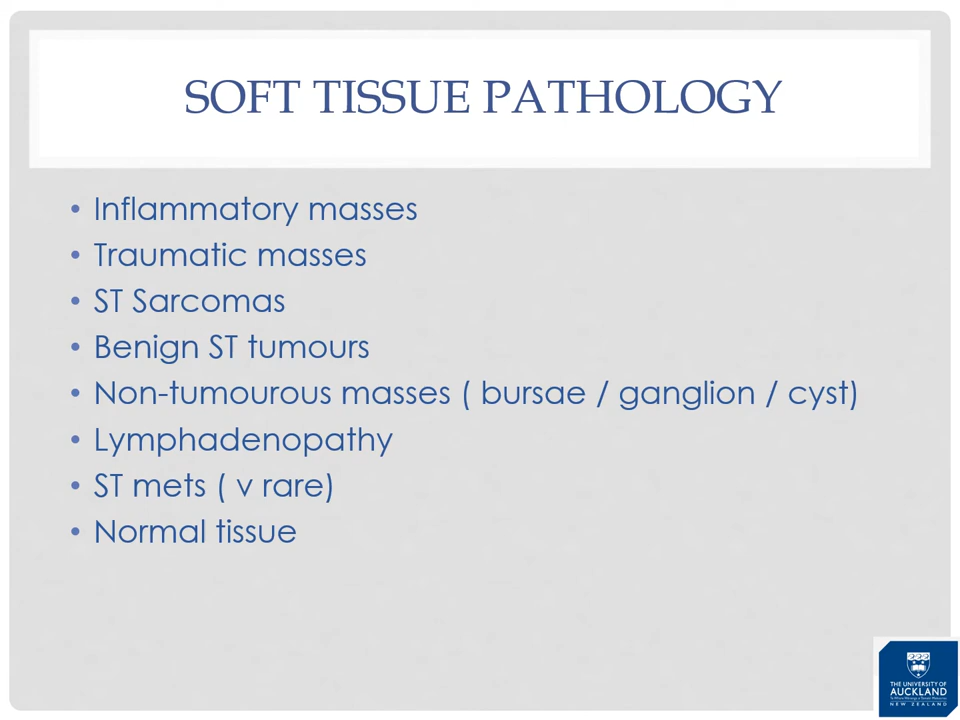 SOFT TISSUE PATHOLOGY
• Inflammatory masses
• Traumatic masses
• ST Sarcomas
• Benign ST tumours
• Non-tumourous masses ( bursae / ganglion / cyst)
• Lymphadenopathy
• ST mets ( v rare)
• Normal tissue
THE UNIVERSITY OF
AUCKLAND
NEW ZEALAND